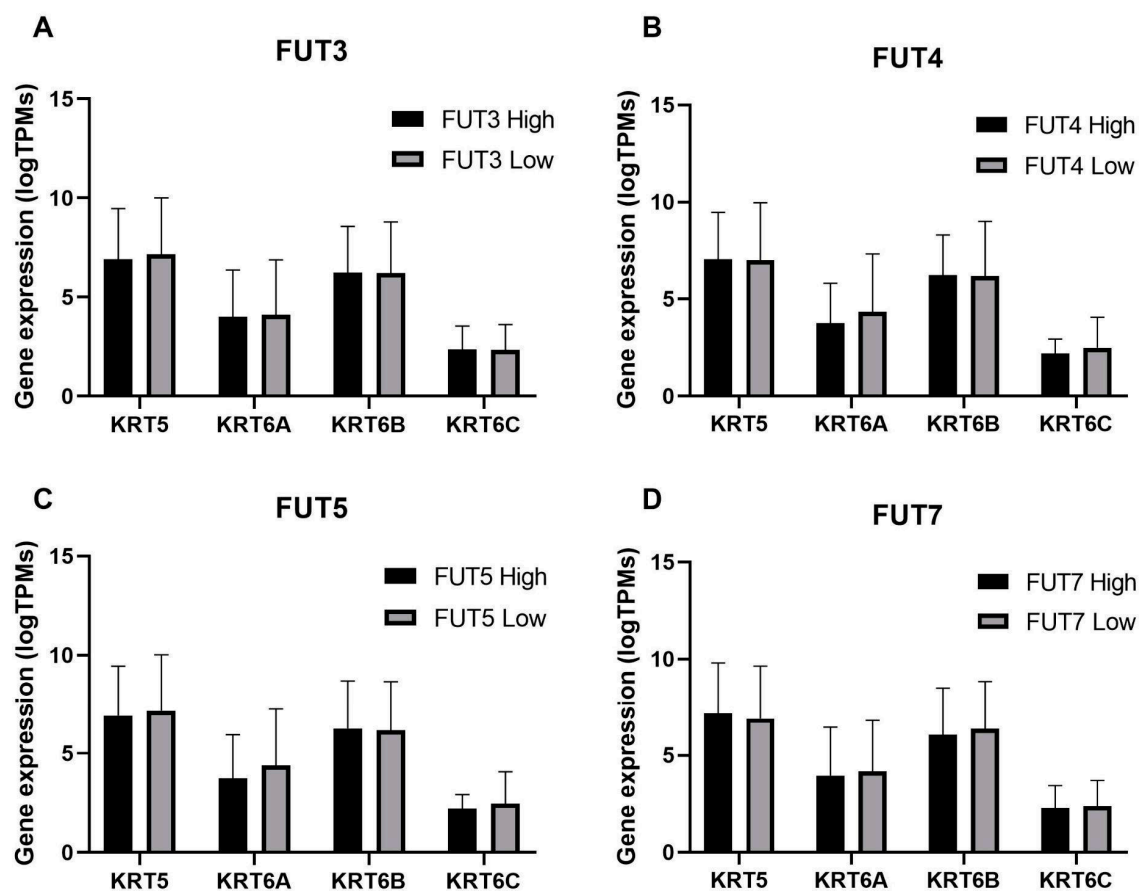 A
FUT3
Gene expression (logTPMs)
15
10
5
0
FUT3 High
FUT3 Low
KRT5 KRT6A KRT6B KRT6C
B
FUT4
Gene expression (logTPMs)
15
10
5
0
FUT4 High
FUT4 Low
KRT5 KRT6A KRT6B KRT6C
C
FUT5
Gene expression (logTPMs)
15
10
5
0
FUT5 High
FUT5 Low
KRT5 KRT6A KRT6B KRT6C
D
FUT7
Gene expression (logTPMs)
15
10
5
0
FUT7 High
FUT7 Low
KRT5 KRT6A KRT6B KRT6C